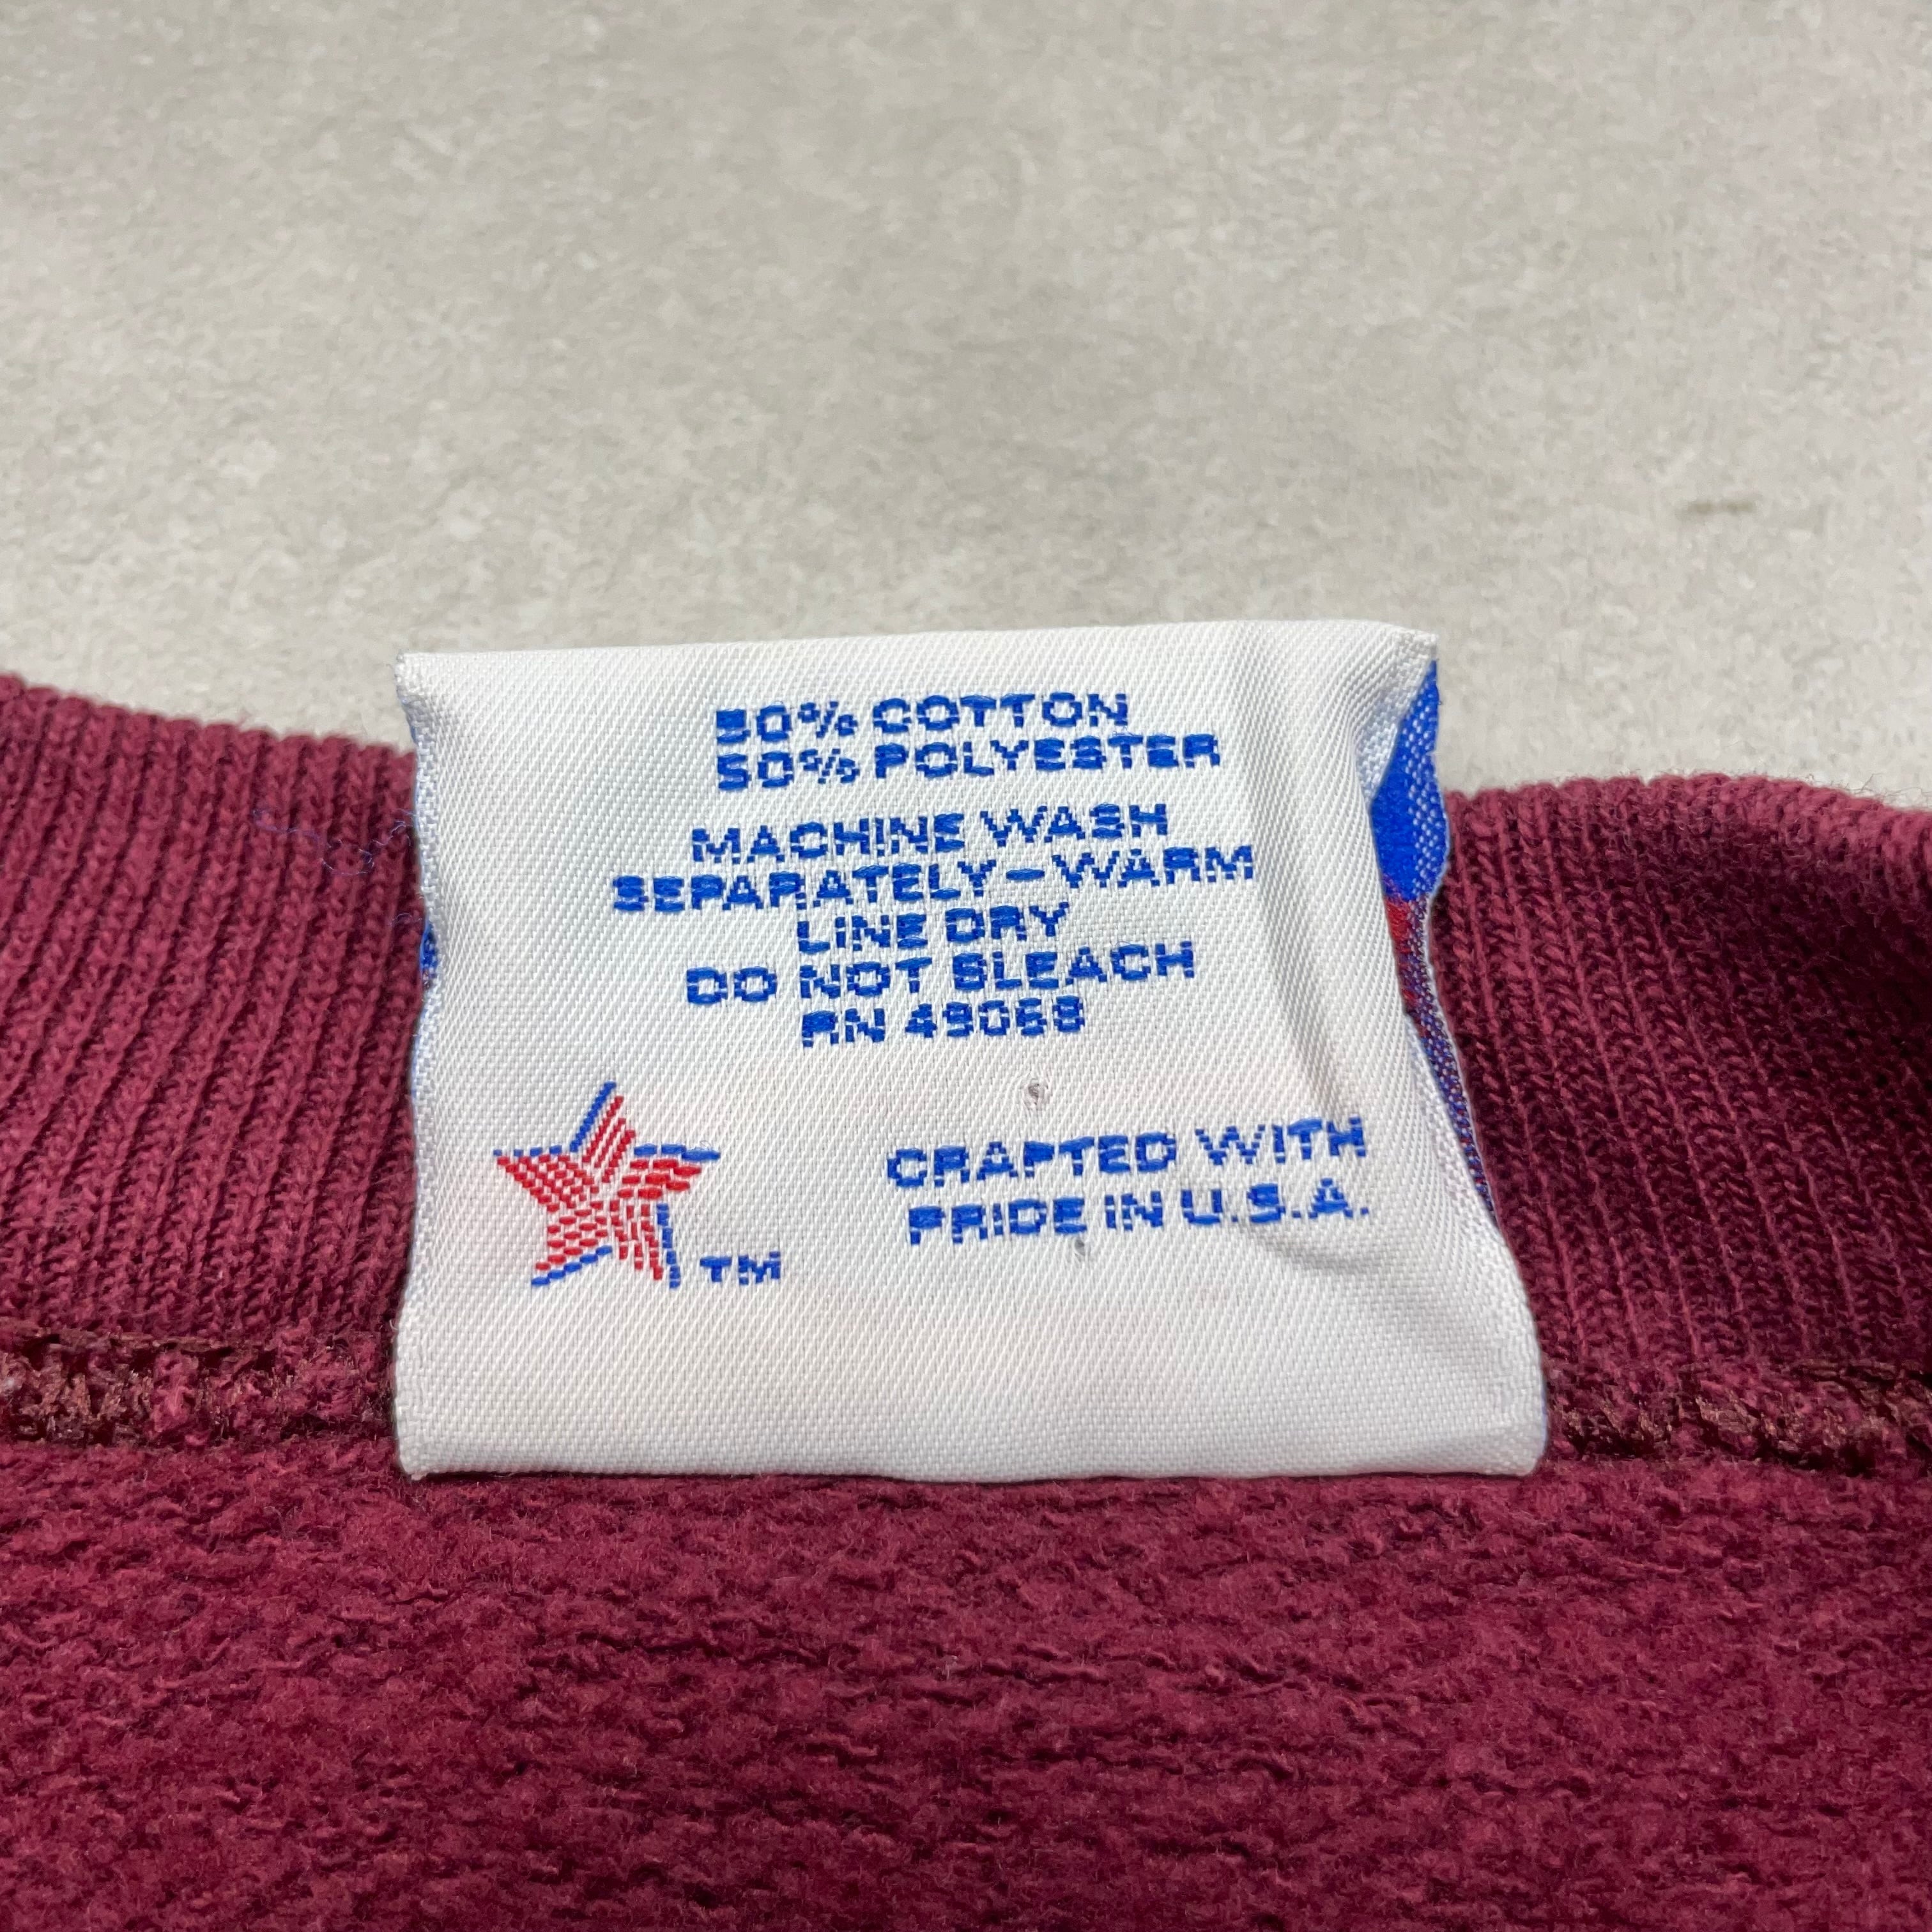 50% COTTON
50% POLYESTER
MACHINE WASH
SEPARATELY – WARM
LINE DRY
DO NOT BLEACH
RN 49068
CRAFTED WITH
PRIDE IN U.S.A.
TM